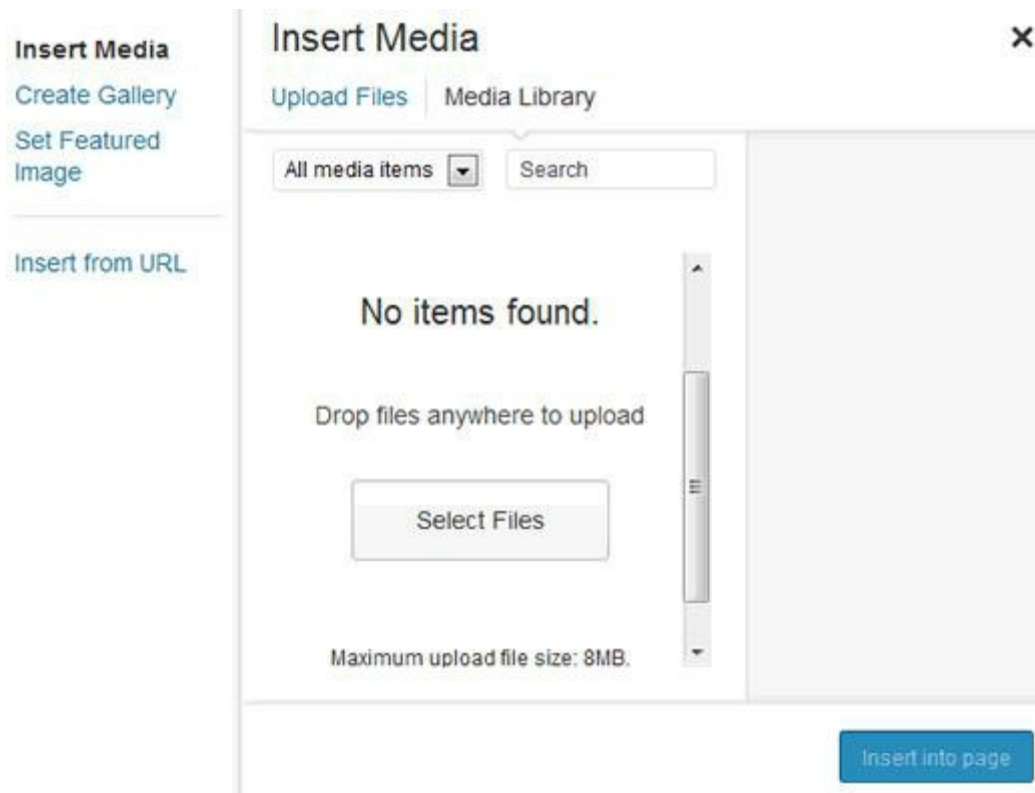 Insert Media
Create Gallery
Set Featured
Image
Insert from URL
Insert Media
Upload Files
Media Library
All media items
Search
No items found.
Drop files anywhere to upload
Select Files
Maximum upload file size: 8MB.
Insert into page